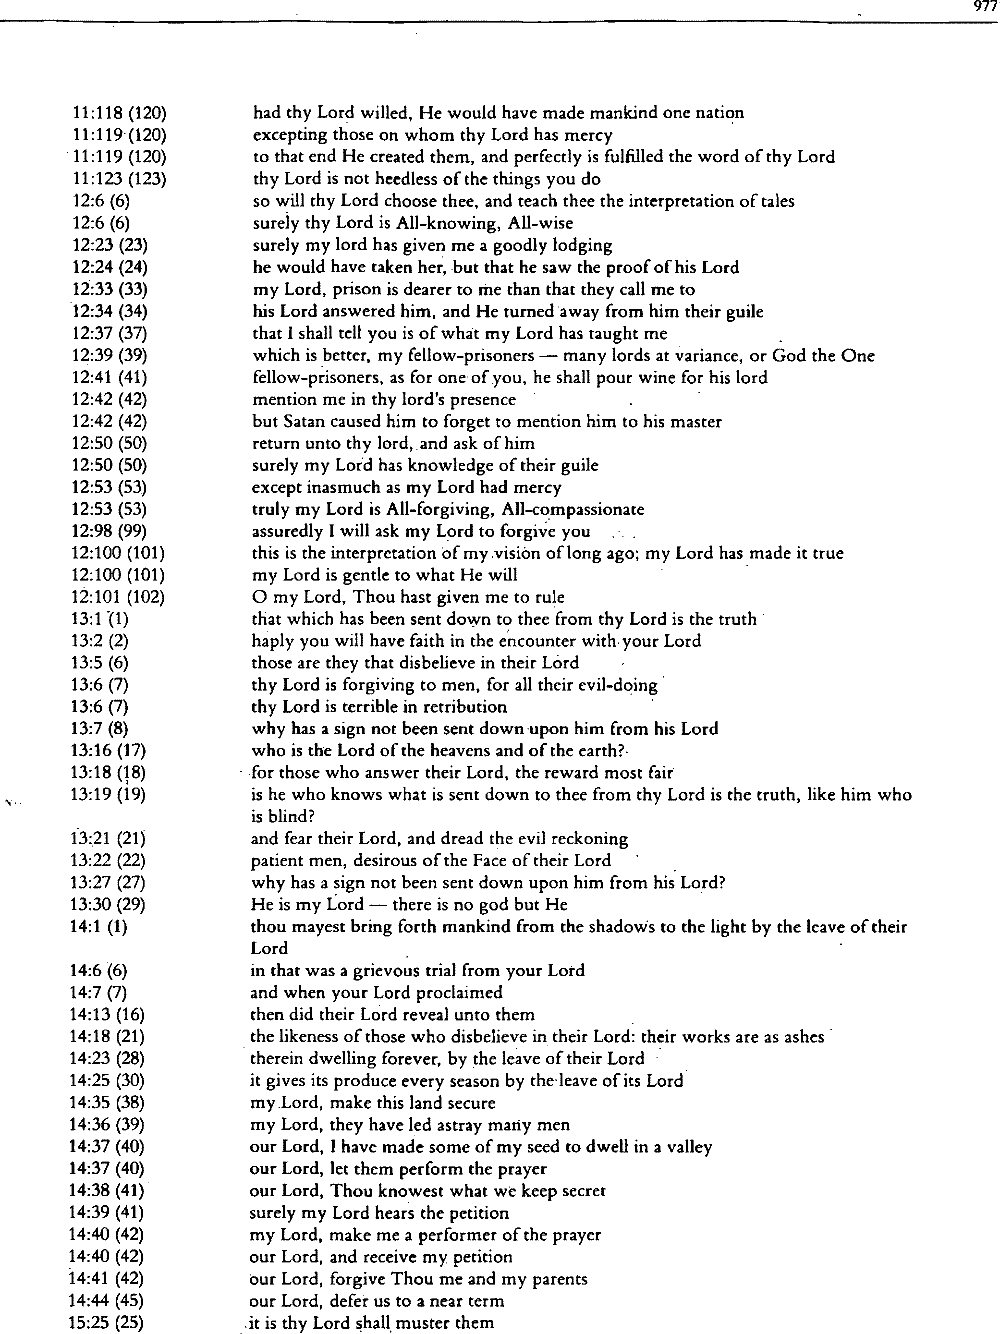 977
11:118 (120) had thy Lord willed, He would have made mankind one nation
11:119 (120) excepting those on whom thy Lord has mercy
11:119 (120) to that end He created them, and perfectly is fulfilled the word of thy Lord
11:123 (123) thy Lord is not heedless of the things you do
12:6 (6) so will thy Lord choose thee, and teach thee the interpretation of tales
12:6 (6) surely thy Lord is All-knowing, All-wise
12:23 (23) surely my lord has given me a goodly lodging
12:24 (24) he would have taken her, but that he saw the proof of his Lord
12:33 (33) my Lord, prison is dearer to me than that they call me to
12:34 (34) his Lord answered him, and He turned away from him their guile
12:37 (37) that I shall tell you is of what my Lord has taught me
12:39 (39) which is better, my fellow-prisoners — many lords at variance, or God the One
12:41 (41) fellow-prisoners, as for one of you, he shall pour wine for his lord
12:42 (42) mention me in thy lord's presence
12:42 (42) but Satan caused him to forget to mention him to his master
12:50 (50) return unto thy lord, and ask of him
12:50 (50) surely my Lord has knowledge of their guile
12:53 (53) except inasmuch as my Lord had mercy
12:53 (53) truly my Lord is All-forgiving, All-compassionate
12:98 (99) assuredly I will ask my Lord to forgive you
12:100 (101) this is the interpretation of my vision of long ago; my Lord has made it true
12:100 (101) my Lord is gentle to what He will
12:101 (102) O my Lord, Thou hast given me to rule
13:1 (1) that which has been sent down to thee from thy Lord is the truth
13:2 (2) haply you will have faith in the encounter with your Lord
13:5 (6) those are they that disbelieve in their Lord
13:6 (7) thy Lord is forgiving to men, for all their evil-doing
13:6 (7) thy Lord is terrible in retribution
13:7 (8) why has a sign not been sent down upon him from his Lord
13:16 (17) who is the Lord of the heavens and of the earth?
13:18 (18) for those who answer their Lord, the reward most fair
13:19 (19) is he who knows what is sent down to thee from thy Lord is the truth, like him who
is blind?
13:21 (21) and fear their Lord, and dread the evil reckoning
13:22 (22) patient men, desirous of the Face of their Lord
13:27 (27) why has a sign not been sent down upon him from his Lord?
13:30 (29) He is my Lord — there is no god but He
14:1 (1) thou mayest bring forth mankind from the shadows to the light by the leave of their
Lord
14:6 (6) in that was a grievous trial from your Lord
14:7 (7) and when your Lord proclaimed
14:13 (16) then did their Lord reveal unto them
14:18 (21) the likeness of those who disbelieve in their Lord: their works are as ashes
14:23 (28) therein dwelling forever, by the leave of their Lord
14:25 (30) it gives its produce every season by the leave of its Lord
14:35 (38) my Lord, make this land secure
14:36 (39) my Lord, they have led astray many men
14:37 (40) our Lord, I have made some of my seed to dwell in a valley
14:37 (40) our Lord, let them perform the prayer
14:38 (41) our Lord, Thou knowest what we keep secret
14:39 (41) surely my Lord hears the petition
14:40 (42) my Lord, make me a performer of the prayer
14:40 (42) our Lord, and receive my petition
14:41 (42) our Lord, forgive Thou me and my parents
14:44 (45) our Lord, defer us to a near term
15:25 (25) it is thy Lord shall muster them